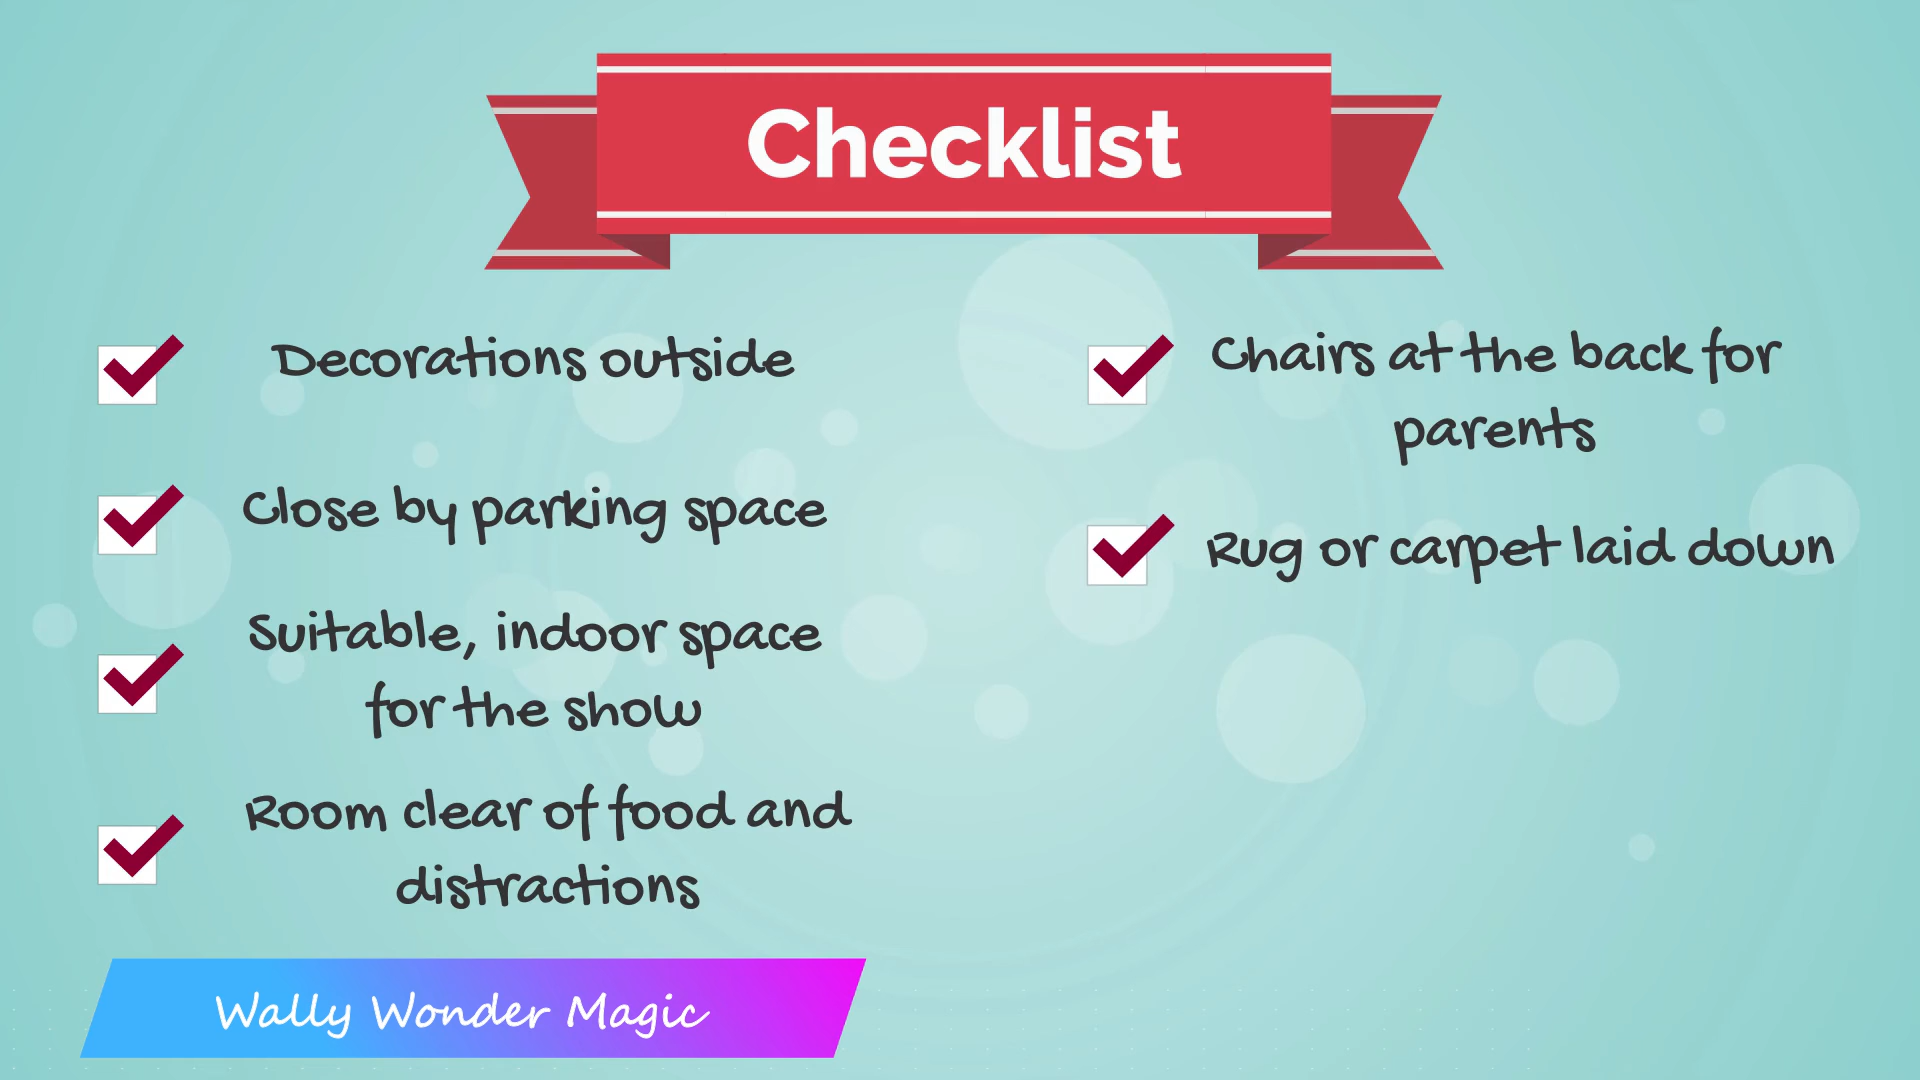 Checklist
Decorations outside
Close by parking space
Suitable, indoor space
for the show
Room clear of food and
distractions
Chairs at the back for
parents
Rug or carpet laid down
Wally Wonder Magic